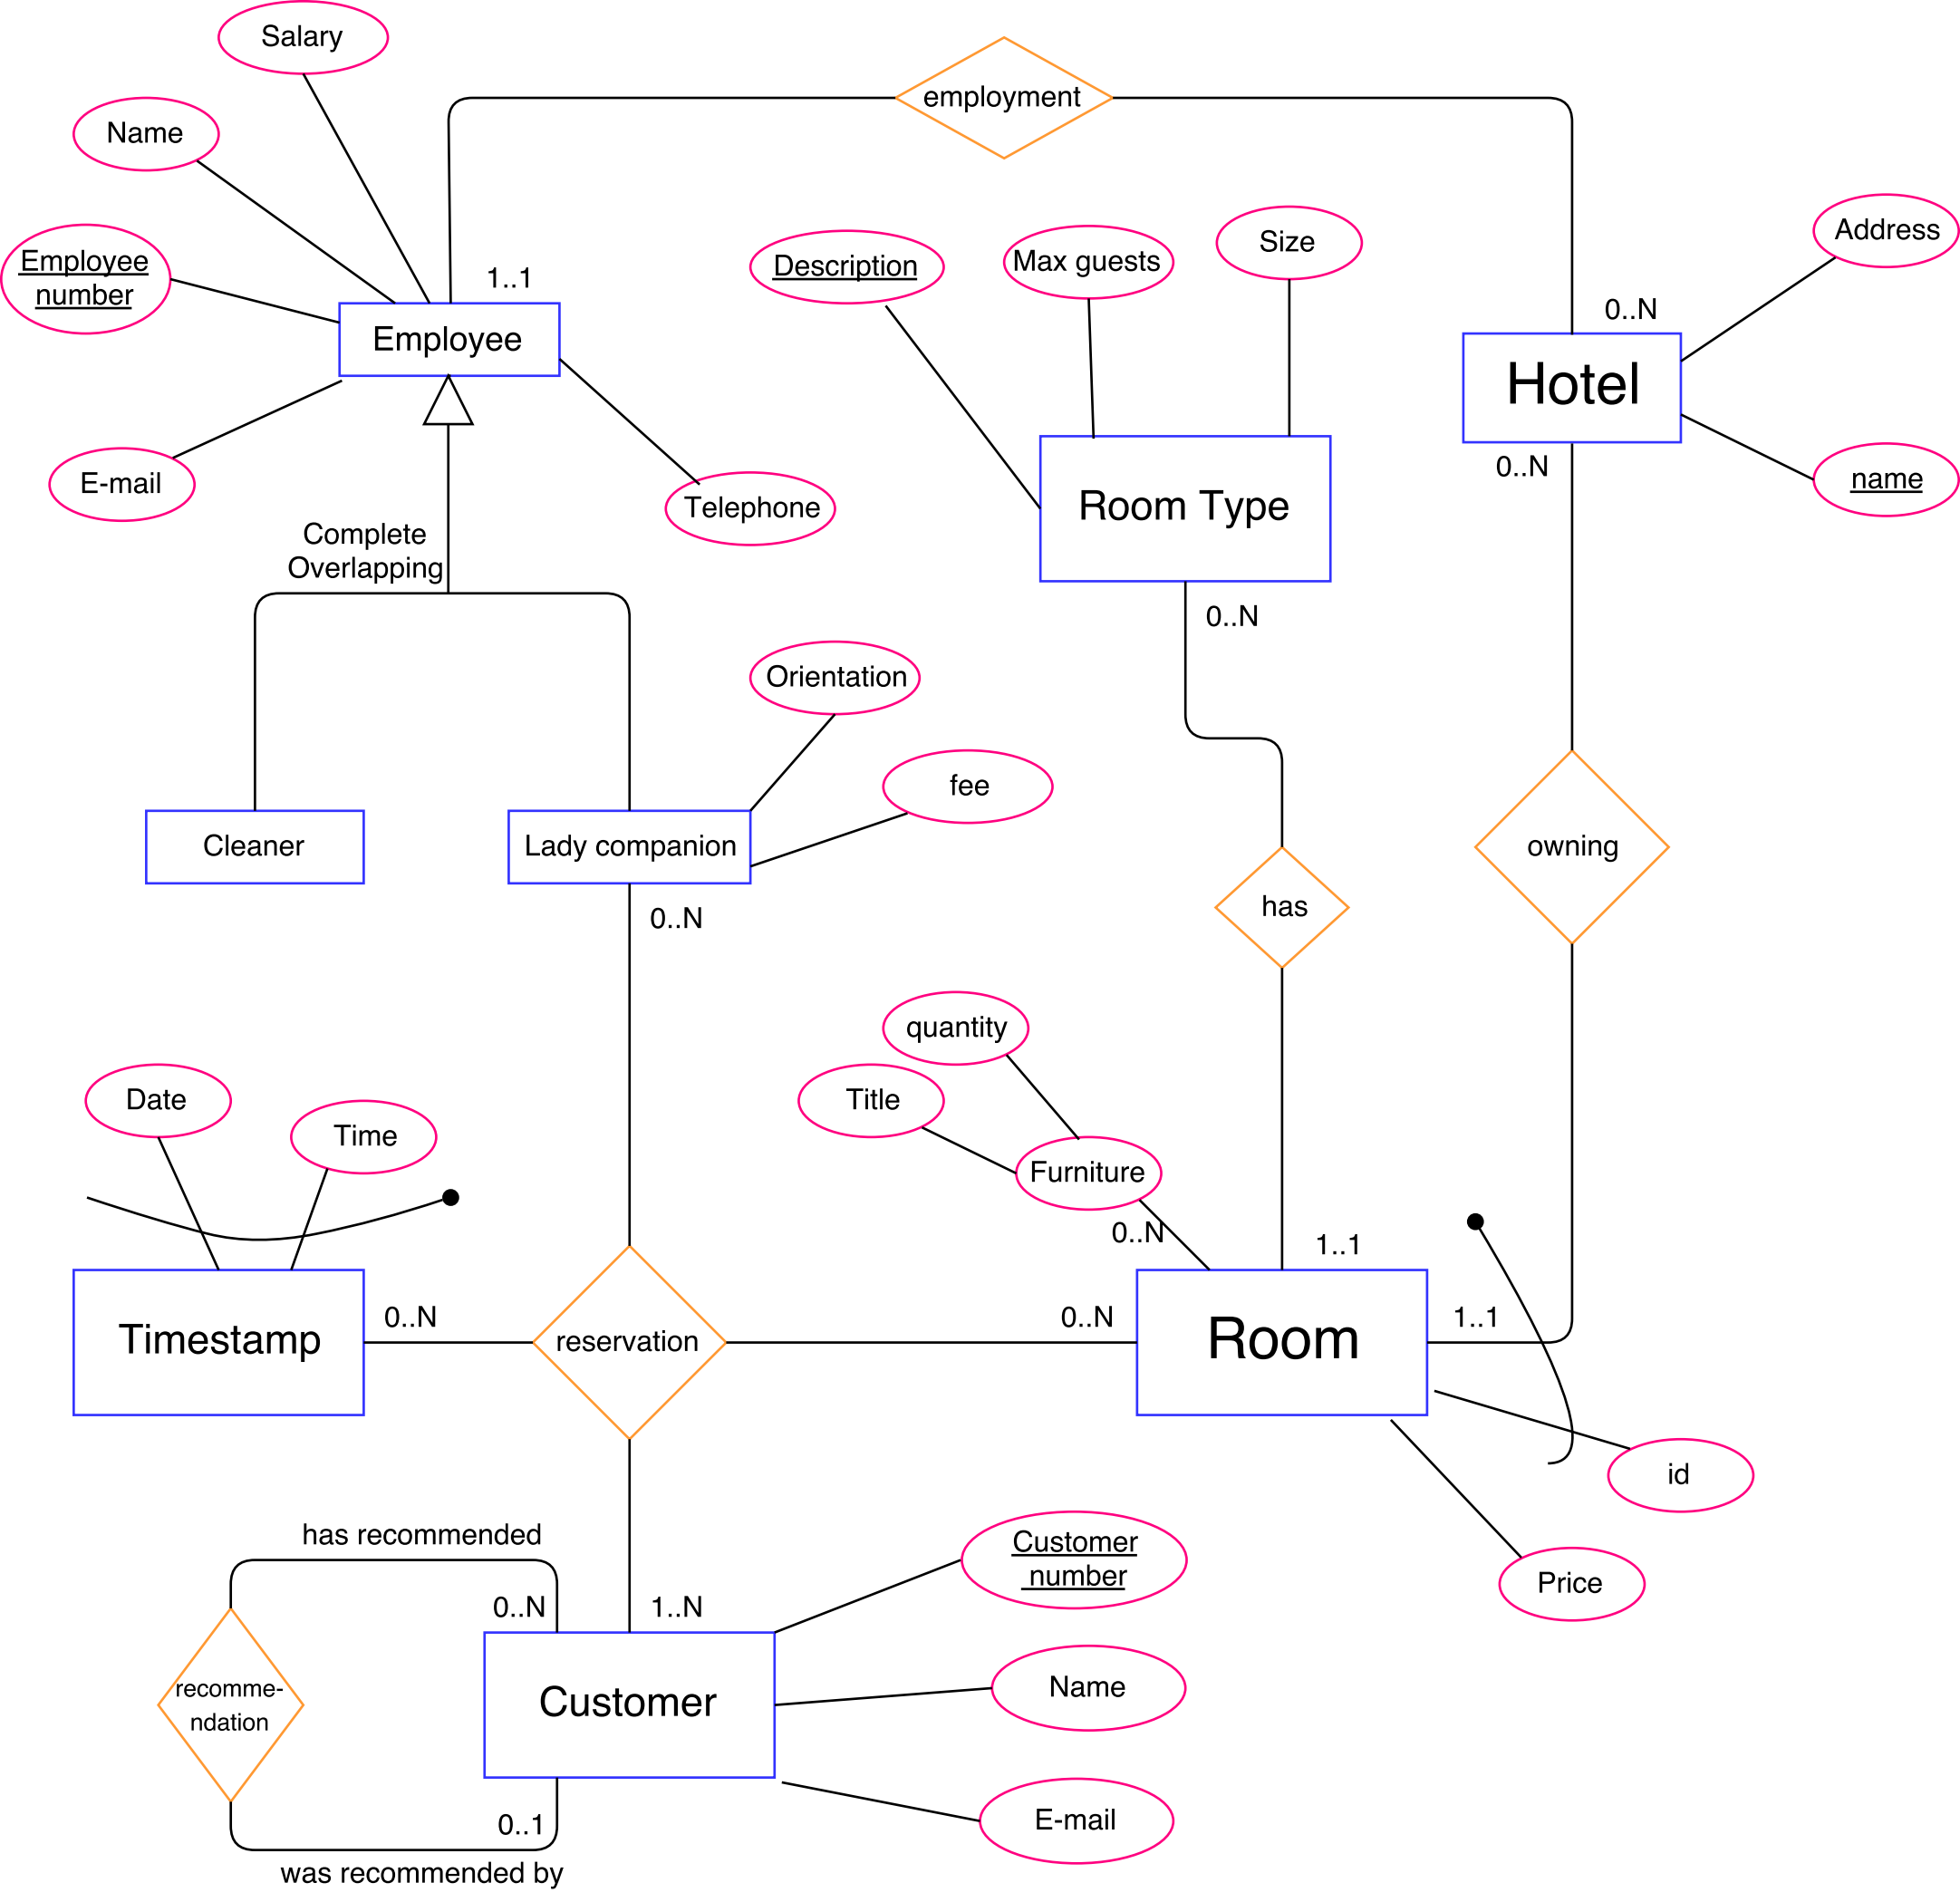 Salary
Name
employment
Employee
number
Address
Description
Max guests
Size
1..1
0..N
Employee
Hotel
E-mail
Telephone
Room Type
0..N
name
Complete
Overlapping
0..N
Orientation
fee
Cleaner
Lady companion
owning
0..N
has
quantity
Date
Time
Title
Furniture
0..N
1..1
Timestamp
0..N
reservation
0..N
Room
1..1
id
has recommended
Customer
number
Price
0..N
1..N
recomme-
ndation
Customer
Name
0..1
E-mail
was recommended by